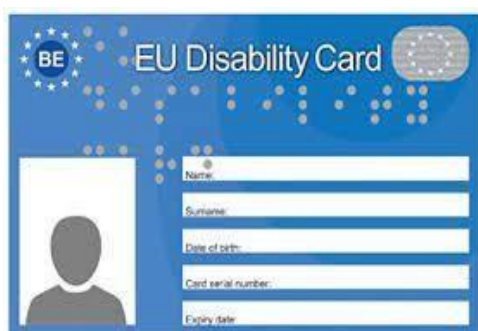 BE
EU Disability Card
Name:
Surname:
Date of birth:
Card serial number:
Expiry date: